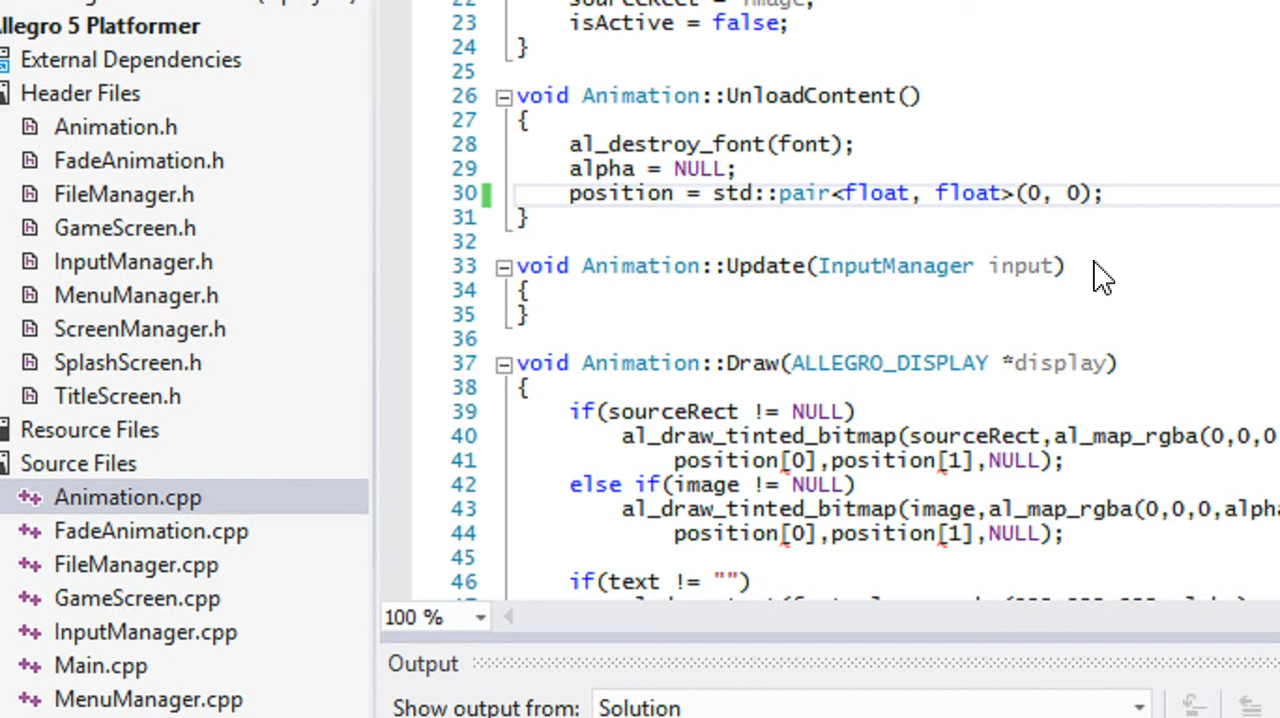 llegro 5 Platformer
External Dependencies
Header Files
Animation.h
FadeAnimation.h
FileManager.h
GameScreen.h
InputManager.h
MenuManager.h
ScreenManager.h
SplashScreen.h
TitleScreen.h
Resource Files
Source Files
Animation.cpp
FadeAnimation.cpp
FileManager.cpp
GameScreen.cpp
InputManager.cpp
Main.cpp
MenuManager.cpp
22 sourceRect = image;
23 isActive = false;
24 }
25
26 void Animation::UnloadContent()
27 {
28 al_destroy_font(font);
29 alpha = NULL;
30 position = std::pair<float, float>(0, 0);
31 }
32
33 void Animation::Update(InputManager input)
34 {
35 }
36
37 void Animation::Draw(ALLEGRO_DISPLAY *display)
38 {
39 if(sourceRect != NULL)
40 al_draw_tinted_bitmap(sourceRect,al_map_rgba(0,0,0
41 position[0],position[1],NULL);
42 else if(image != NULL)
43 al_draw_tinted_bitmap(image,al_map_rgba(0,0,0,alpha
44 position[0],position[1],NULL);
45
46 if(text != "")
100 %
Output
Show output from: Solution